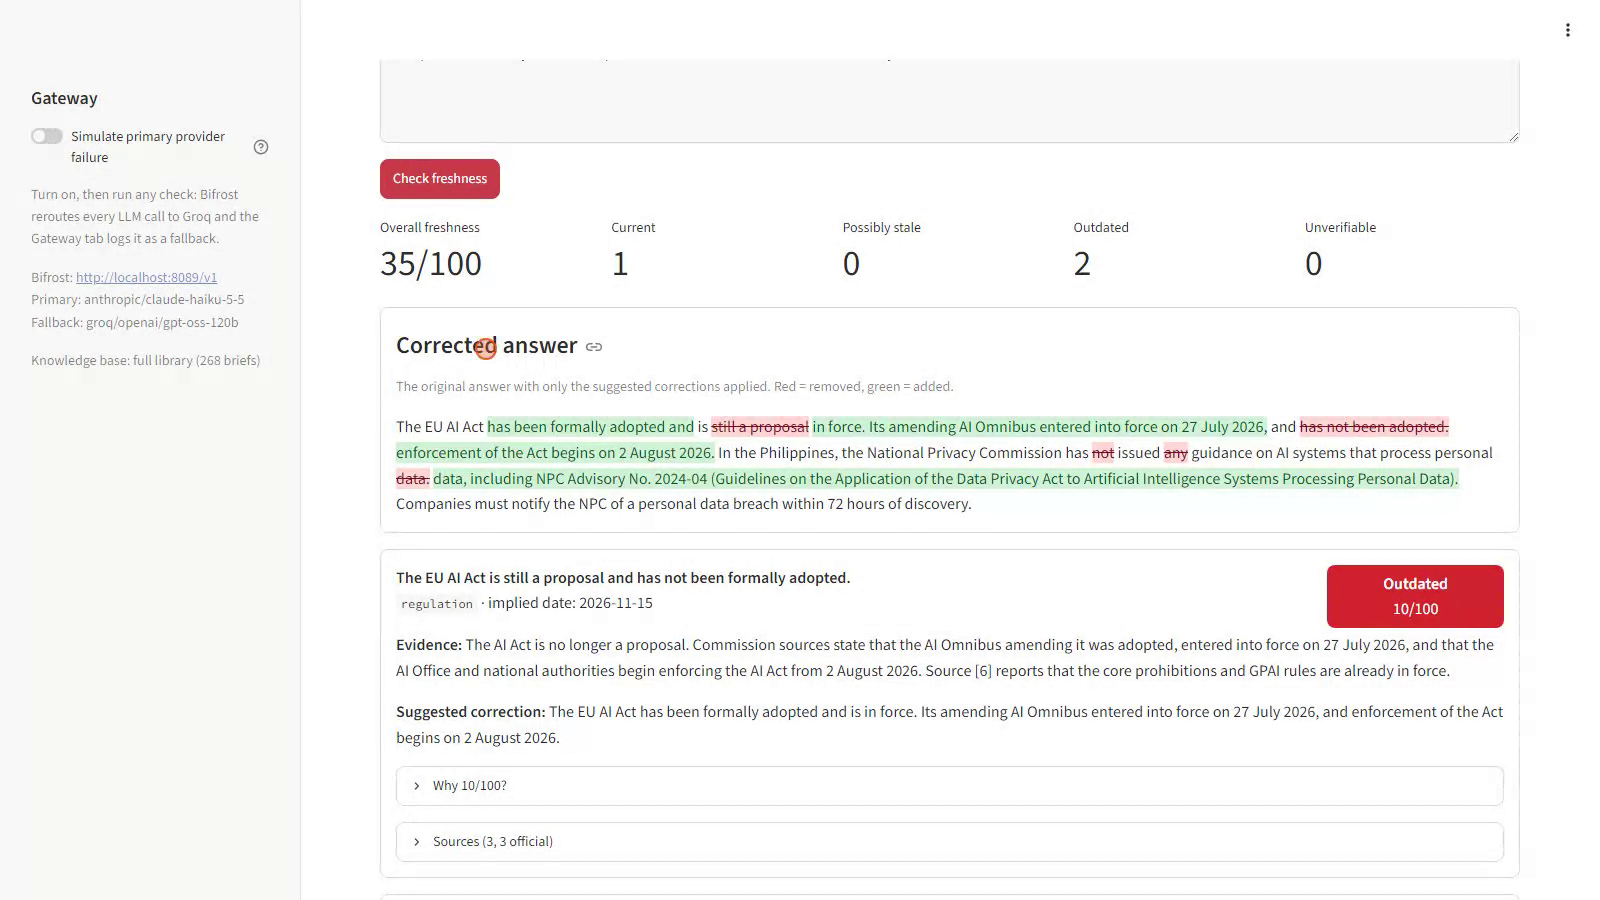 Gateway
Simulate primary provider
failure
Turn on, then run any check: Bifrost
reroutes every LLM call to Groq and the
Gateway tab logs it as a fallback.
Bifrost: http://localhost:8089/v1
Primary: anthropic/claude-haiku-5-5
Fallback: groq/openai/gpt-oss-120b
Knowledge base: full library (268 briefs)
Check freshness
Overall freshness
35/100
Current
1
Possibly stale
0
Outdated
2
Unverifiable
0
Corrected answer
The original answer with only the suggested corrections applied. Red = removed, green = added.
The EU AI Act has been formally adopted and is still a proposal in force. Its amending AI Omnibus entered into force on 27 July 2026, and has not been adopted.
enforcement of the Act begins on 2 August 2026. In the Philippines, the National Privacy Commission has not issued any guidance on AI systems that process personal
data. data, including NPC Advisory No. 2024-04 (Guidelines on the Application of the Data Privacy Act to Artificial Intelligence Systems Processing Personal Data).
Companies must notify the NPC of a personal data breach within 72 hours of discovery.
The EU AI Act is still a proposal and has not been formally adopted.
regulation · implied date: 2026-11-15
Outdated
10/100
Evidence: The AI Act is no longer a proposal. Commission sources state that the AI Omnibus amending it was adopted, entered into force on 27 July 2026, and that the
AI Office and national authorities begin enforcing the AI Act from 2 August 2026. Source [6] reports that the core prohibitions and GPAI rules are already in force.
Suggested correction: The EU AI Act has been formally adopted and is in force. Its amending AI Omnibus entered into force on 27 July 2026, and enforcement of the Act
begins on 2 August 2026.
Why 10/100?
Sources (3, 3 official)